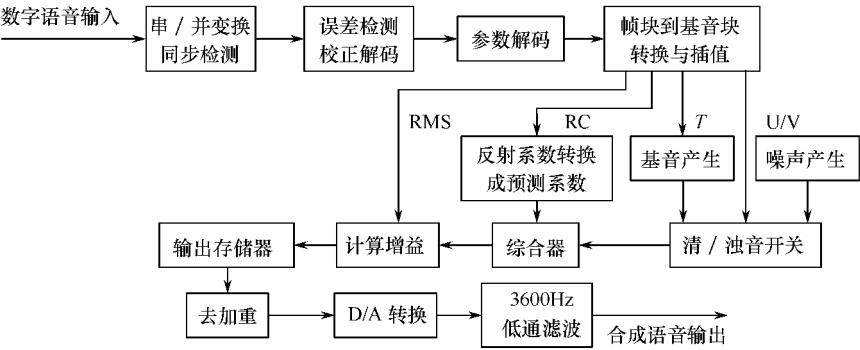 数字语音输入
串 / 并变换
同步检测
误差检测
校正解码
参数解码
帧块到基音块
转换与插值
RMS
RC
T
U/V
反射系数转换
成预测系数
基音产生
噪声产生
输出存储器
计算增益
综合器
清 / 浊音开关
去加重
D/A 转换
3600Hz
低通滤波
合成语音输出